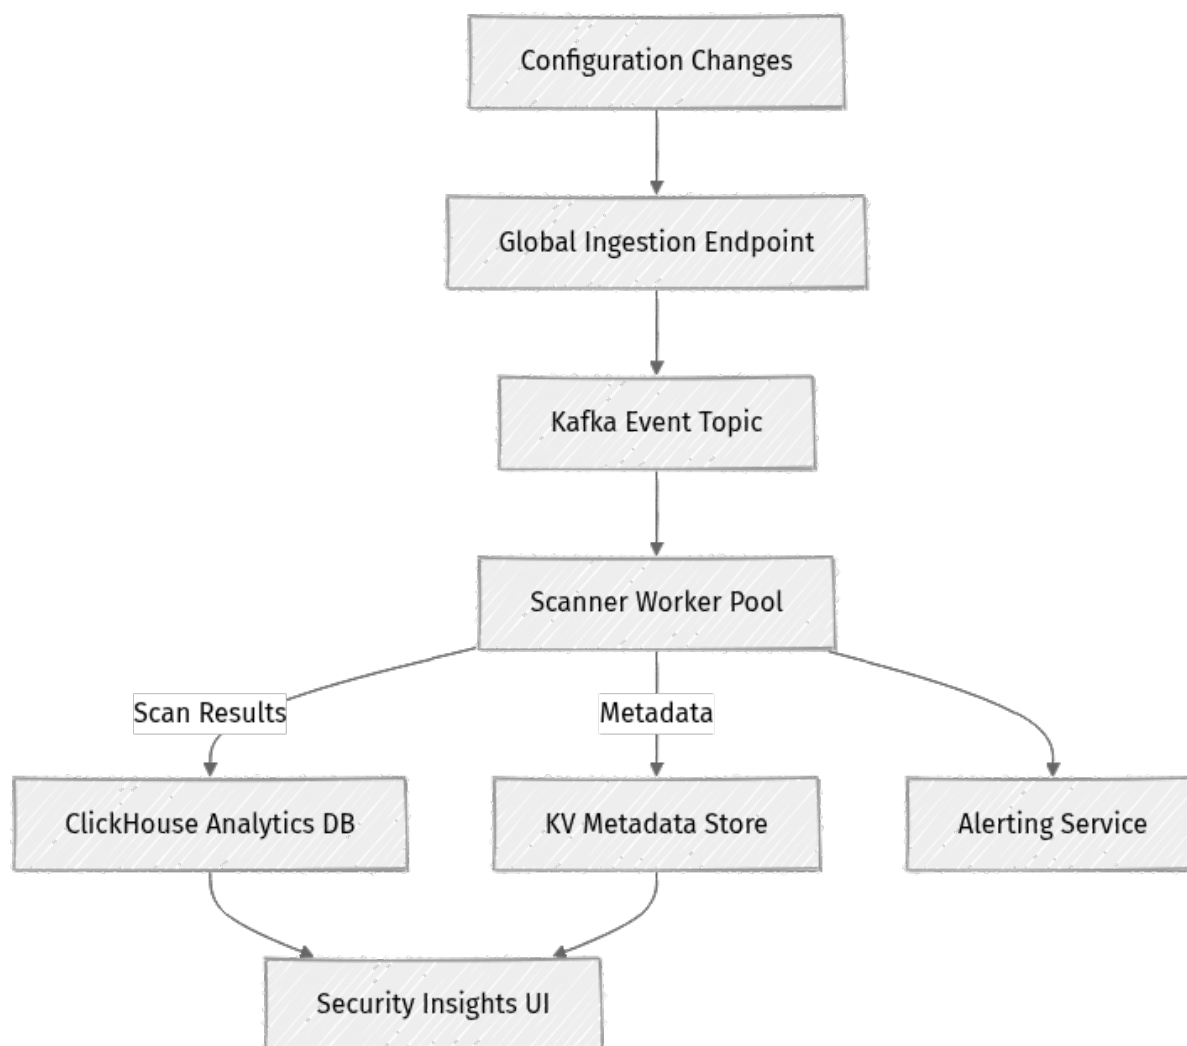 Configuration Changes
Global Ingestion Endpoint
Kafka Event Topic
Scanner Worker Pool
Scan Results
Metadata
ClickHouse Analytics DB
KV Metadata Store
Alerting Service
Security Insights UI